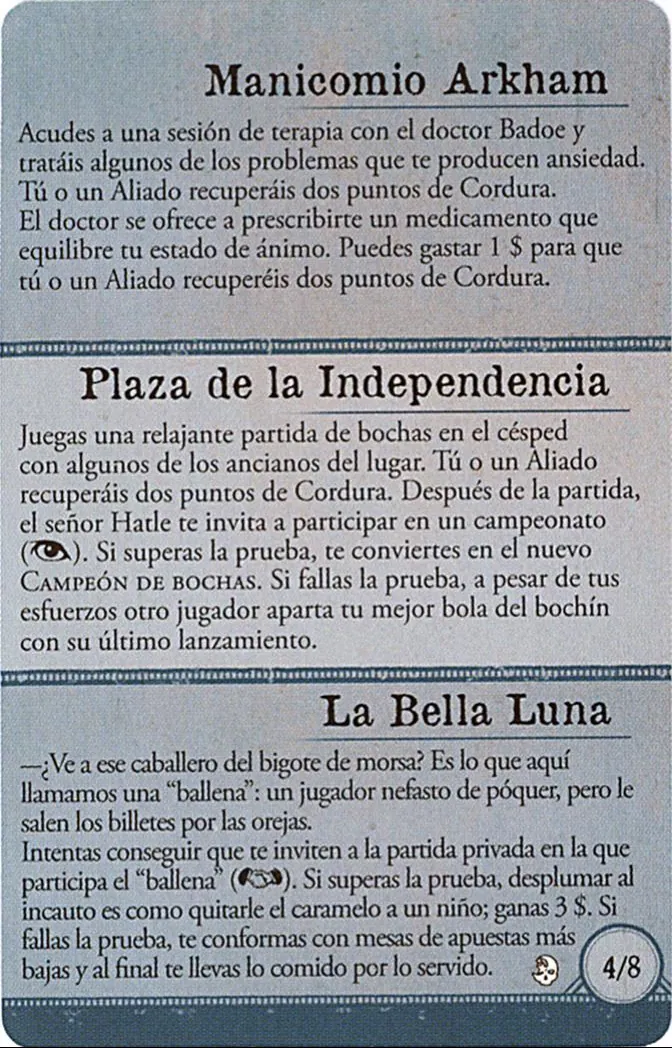 Manicomio Arkham
Acudes a una sesión de terapia con el doctor Badoe y
tratáis algunos de los problemas que te producen ansiedad.
Tú o un Aliado recuperáis dos puntos de Cordura.
El doctor se ofrece a prescribirte un medicamento que
equilibre tu estado de ánimo. Puedes gastar 1 $ para que
tú o un Aliado recuperéis dos puntos de Cordura.
Plaza de la Independencia
Juegas una relajante partida de bochas en el césped
con algunos de los ancianos del lugar. Tú o un Aliado
recuperáis dos puntos de Cordura. Después de la partida,
el señor Hatle te invita a participar en un campeonato
(). Si superas la prueba, te conviertes en el nuevo
CAMPEÓN DE BOCHAS. Si fallas la prueba, a pesar de tus
esfuerzos otro jugador aparta tu mejor bola del bochín
con su último lanzamiento.
La Bella Luna
—¿Ve a ese caballero del bigote de morsa? Es lo que aquí
llamamos una “ballena”: un jugador nefasto de póquer, pero le
salen los billetes por las orejas.
Intentas conseguir que te inviten a la partida privada en la que
participa el “ballena” (). Si superas la prueba, desplumar al
incauto es como quitarle el caramelo a un niño; ganas 3 $. Si
fallas la prueba, te conformas con mesas de apuestas más
bajas y al final te llevas lo comido por lo servido.
4/8